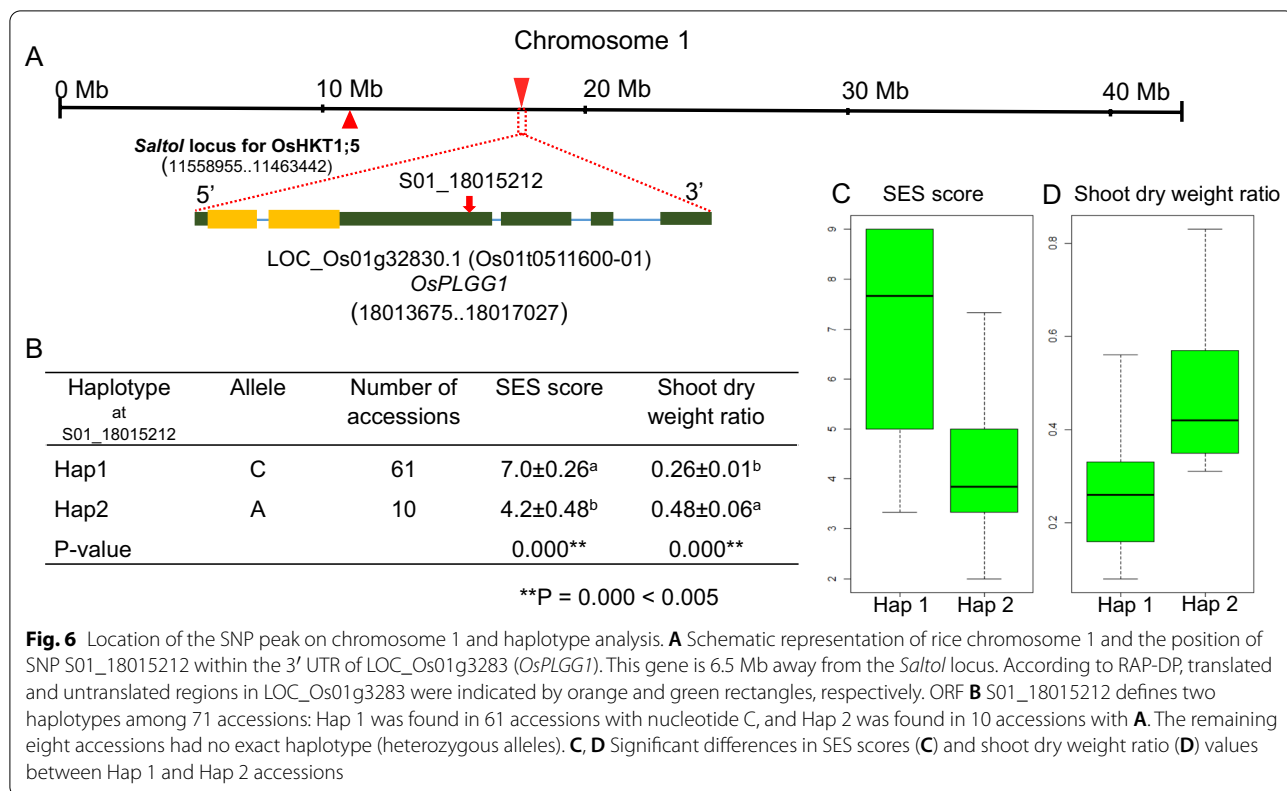 Chromosome 1
A
0 Mb 10 Mb 20 Mb 30 Mb 40 Mb
Saltol locus for OsHKT1;5
(11558955..11463442)
5’ S01_18015212 3’
LOC_Os01g32830.1 (Os01t0511600-01)
OsPLGG1
(18013675..18017027)
B
Haplotype at S01_18015212 Allele Number of accessions SES score Shoot dry weight ratio
Hap1 C 61 7.0±0.26ᵃ 0.26±0.01ᵇ
Hap2 A 10 4.2±0.48ᵇ 0.48±0.06ᵃ
P-value 0.000** 0.000**
**P = 0.000 < 0.005
C SES score
9
8
7
6
5
4
3
2
Hap 1 Hap 2
D Shoot dry weight ratio
0.8
0.6
0.4
0.2
Hap 1 Hap 2
Fig. 6 Location of the SNP peak on chromosome 1 and haplotype analysis. A Schematic representation of rice chromosome 1 and the position of
SNP S01_18015212 within the 3′ UTR of LOC_Os01g3283 (OsPLGG1). This gene is 6.5 Mb away from the Saltol locus. According to RAP-DP, translated
and untranslated regions in LOC_Os01g3283 were indicated by orange and green rectangles, respectively. ORF B S01_18015212 defines two
haplotypes among 71 accessions: Hap 1 was found in 61 accessions with nucleotide C, and Hap 2 was found in 10 accessions with A. The remaining
eight accessions had no exact haplotype (heterozygous alleles). C, D Significant differences in SES scores (C) and shoot dry weight ratio (D) values
between Hap 1 and Hap 2 accessions